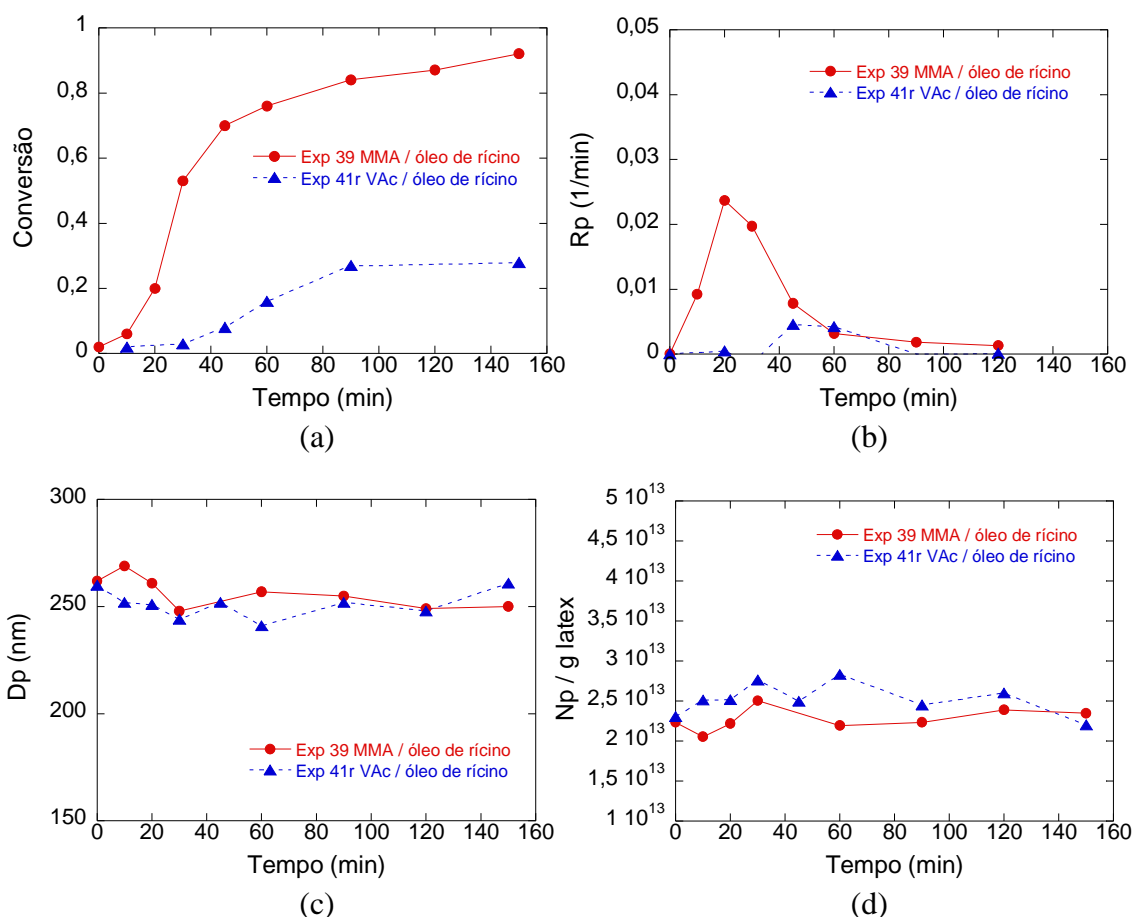 1
0,8
0,6
0,4
0,2
0
Conversão
Exp 39 MMA / óleo de rícino
Exp 41r VAc / óleo de rícino
0 20 40 60 80 100 120 140 160
Tempo (min)
(a)
0,05
0,04
0,03
0,02
0,01
0
Rp (1/min)
Exp 39 MMA / óleo de rícino
Exp 41r VAc / óleo de rícino
0 20 40 60 80 100 120 140 160
Tempo (min)
(b)
300
250
200
150
Dp (nm)
Exp 39 MMA / óleo de rícino
Exp 41r VAc / óleo de rícino
0 20 40 60 80 100 120 140 160
Tempo (min)
(c)
5 10¹³
4,5 10¹³
4 10¹³
3,5 10¹³
3 10¹³
2,5 10¹³
2 10¹³
1,5 10¹³
1 10¹³
Np / g latex
Exp 39 MMA / óleo de rícino
Exp 41r VAc / óleo de rícino
0 20 40 60 80 100 120 140 160
Tempo (min)
(d)